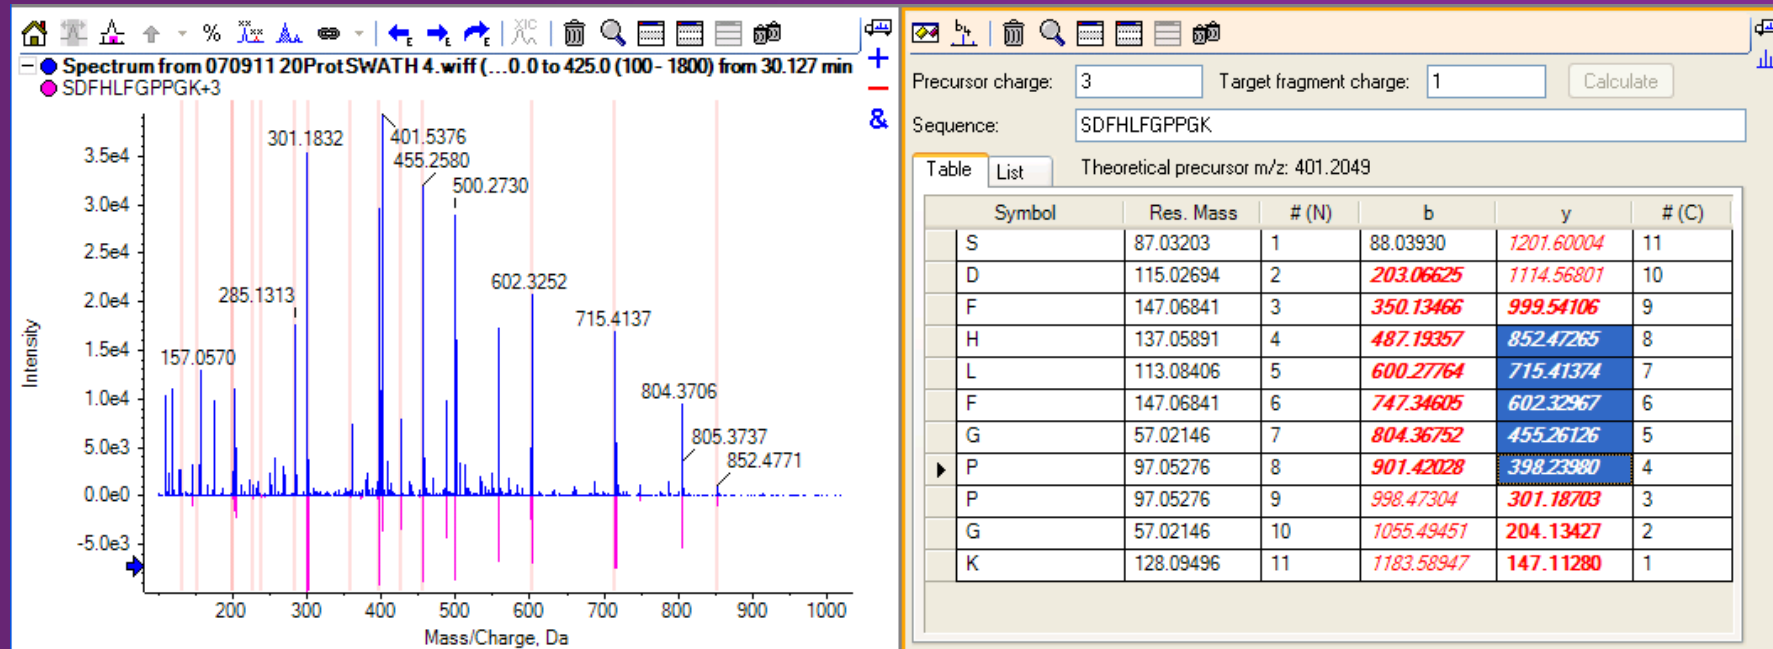 %
XIC
E E E
Spectrum from 070911 20ProtSWATH 4.wiff (...0.0 to 425.0 (100 - 1800) from 30.127 min
SDFHLFGPPGK+3
&
301.1832
401.5376
455.2580
500.2730
285.1313
602.3252
715.4137
157.0570
804.3706
805.3737
852.4771
3.5e4
3.0e4
2.5e4
2.0e4
1.5e4
1.0e4
5.0e3
0.0e0
-5.0e3
Intensity
200 300 400 500 600 700 800 900 1000
Mass/Charge, Da
b4
Precursor charge: 3 Target fragment charge: 1 Calculate
Sequence: SDFHLFGPPGK
Table List Theoretical precursor m/z: 401.2049
Symbol Res. Mass # (N) b y # (C)
S 87.03203 1 88.03930 1201.60004 11
D 115.02694 2 203.06625 1114.56801 10
F 147.06841 3 350.13466 999.54106 9
H 137.05891 4 487.19357 852.47265 8
L 113.08406 5 600.27764 715.41374 7
F 147.06841 6 747.34605 602.32967 6
G 57.02146 7 804.36752 455.26126 5
P 97.05276 8 901.42028 398.23980 4
P 97.05276 9 998.47304 301.18703 3
G 57.02146 10 1055.49451 204.13427 2
K 128.09496 11 1183.58947 147.11280 1